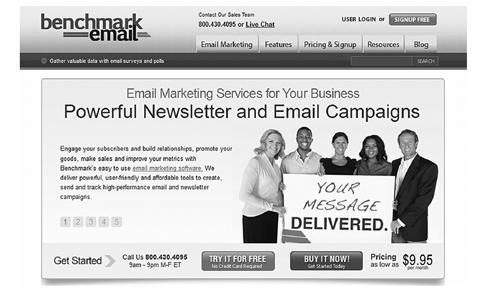 benchmark
email
Contact Our Sales Team
800.430.4095 or Live Chat
USER LOGIN or SIGNUP FREE
Email Marketing Features Pricing & Signup Resources Blog
Gather valuable data with email surveys and polls
SEARCH
Email Marketing Services for Your Business
Powerful Newsletter and Email Campaigns
Engage your subscribers and build relationships, promote your
goods, make sales and improve your metrics with
Benchmark's easy to use email marketing software. We
deliver powerful, user-friendly and affordable tools to create,
send and track high-performance email and newsletter
campaigns.
1 2 3 4 5
YOUR
MESSAGE
DELIVERED.
Get Started
Call Us 800.430.4095
9am - 9pm M-F ET
TRY IT FOR FREE
No Credit Card Required
BUY IT NOW!
Get Started Today
Pricing
as low as
$9.95
per month